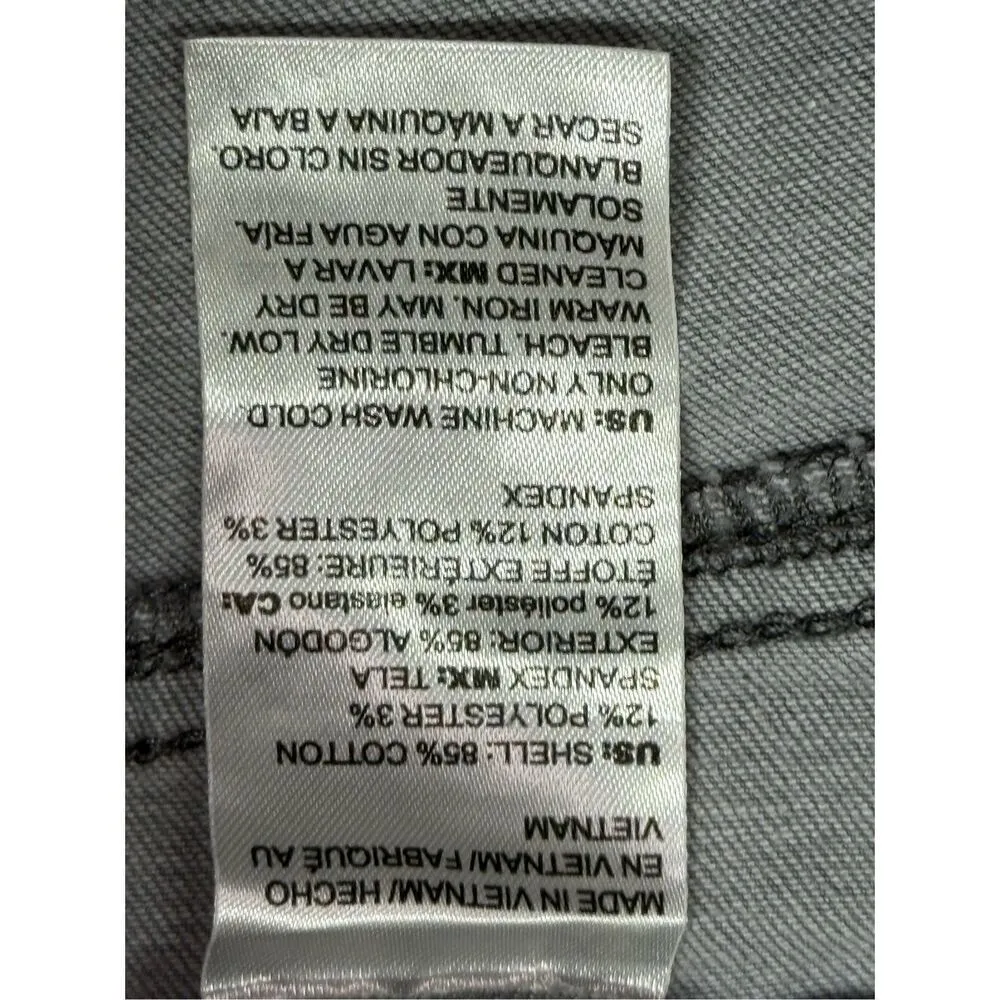 MADE IN VIETNAM/ HECHO
EN VIETNAM/ FABRIQUÉ AU
VIETNAM
US: SHELL: 85% COTTON
12% POLYESTER 3%
SPANDEX MX: TELA
EXTERIOR: 85% ALGODÓN
12% poliéster 3% elastano CA:
ÉTOFFE EXTÉRIEURE: 85%
COTON 12% POLYESTER 3%
SPANDEX
US: MACHINE WASH COLD.
ONLY NON-CHLORINE
BLEACH. TUMBLE DRY LOW.
WARM IRON. MAY BE DRY
CLEANED MX: LAVAR A
MÁQUINA CON AGUA FRÍA.
SOLAMENTE
BLANQUEADOR SIN CLORO.
SECAR A MÁQUINA A BAJA